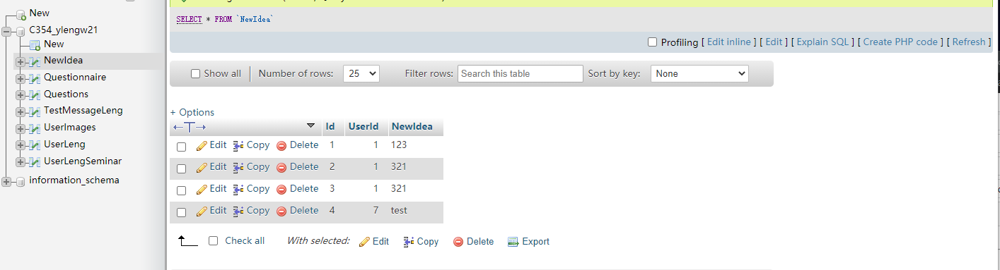 New
C354_ylengw21
New
NewIdea
Questionnaire
Questions
TestMessageLeng
UserImages
UserLeng
UserLengSeminar
information_schema
SELECT * FROM `NewIdea`
Profiling [ Edit inline ] [ Edit ] [ Explain SQL ] [ Create PHP code ] [ Refresh ]
Show all Number of rows: 25 Filter rows: Search this table Sort by key: None
+ Options
←T→ Id UserId NewIdea
Edit Copy Delete 1 1 123
Edit Copy Delete 2 1 321
Edit Copy Delete 3 1 321
Edit Copy Delete 4 7 test
Check all With selected: Edit Copy Delete Export